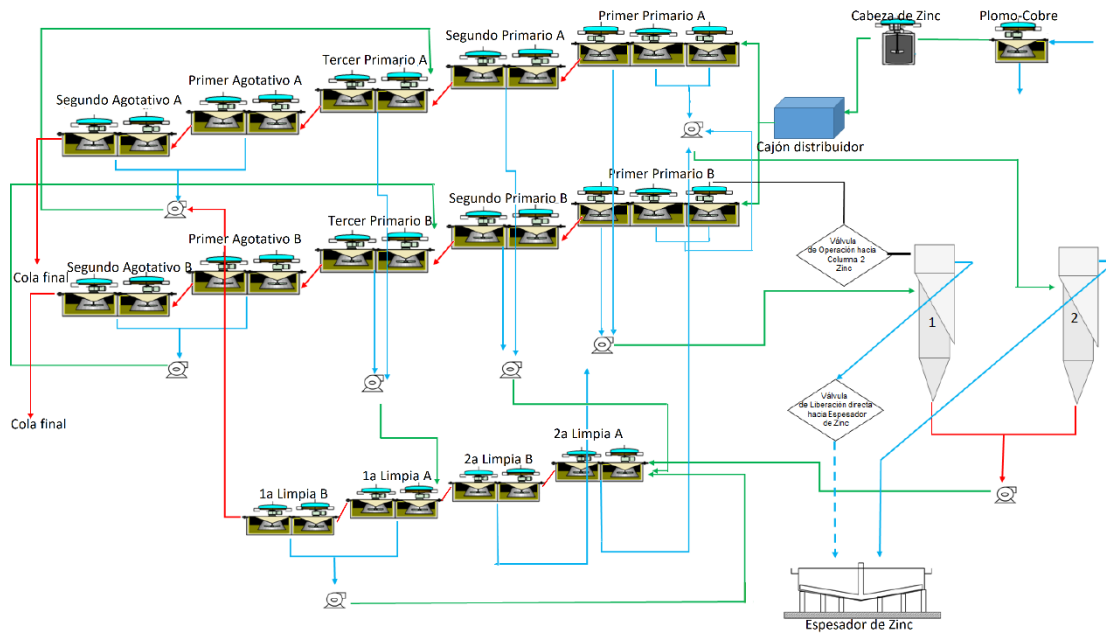 Primer Primario A
Cabeza de Zinc
Plomo-Cobre
Segundo Primario A
Tercer Primario A
Primer Agotativo A
Segundo Agotativo A
Cajón distribuidor
Primer Primario B
Segundo Primario B
Tercer Primario B
Primer Agotativo B
Segundo Agotativo B
Cola final
Válvula
de Operación hacia
Columna 2
Zinc
1
2
Cola final
Válvula
de Liberación directa
hacia Espesador
de Zinc
2a Limpia A
2a Limpia B
1a Limpia A
1a Limpia B
Espesador de Zinc